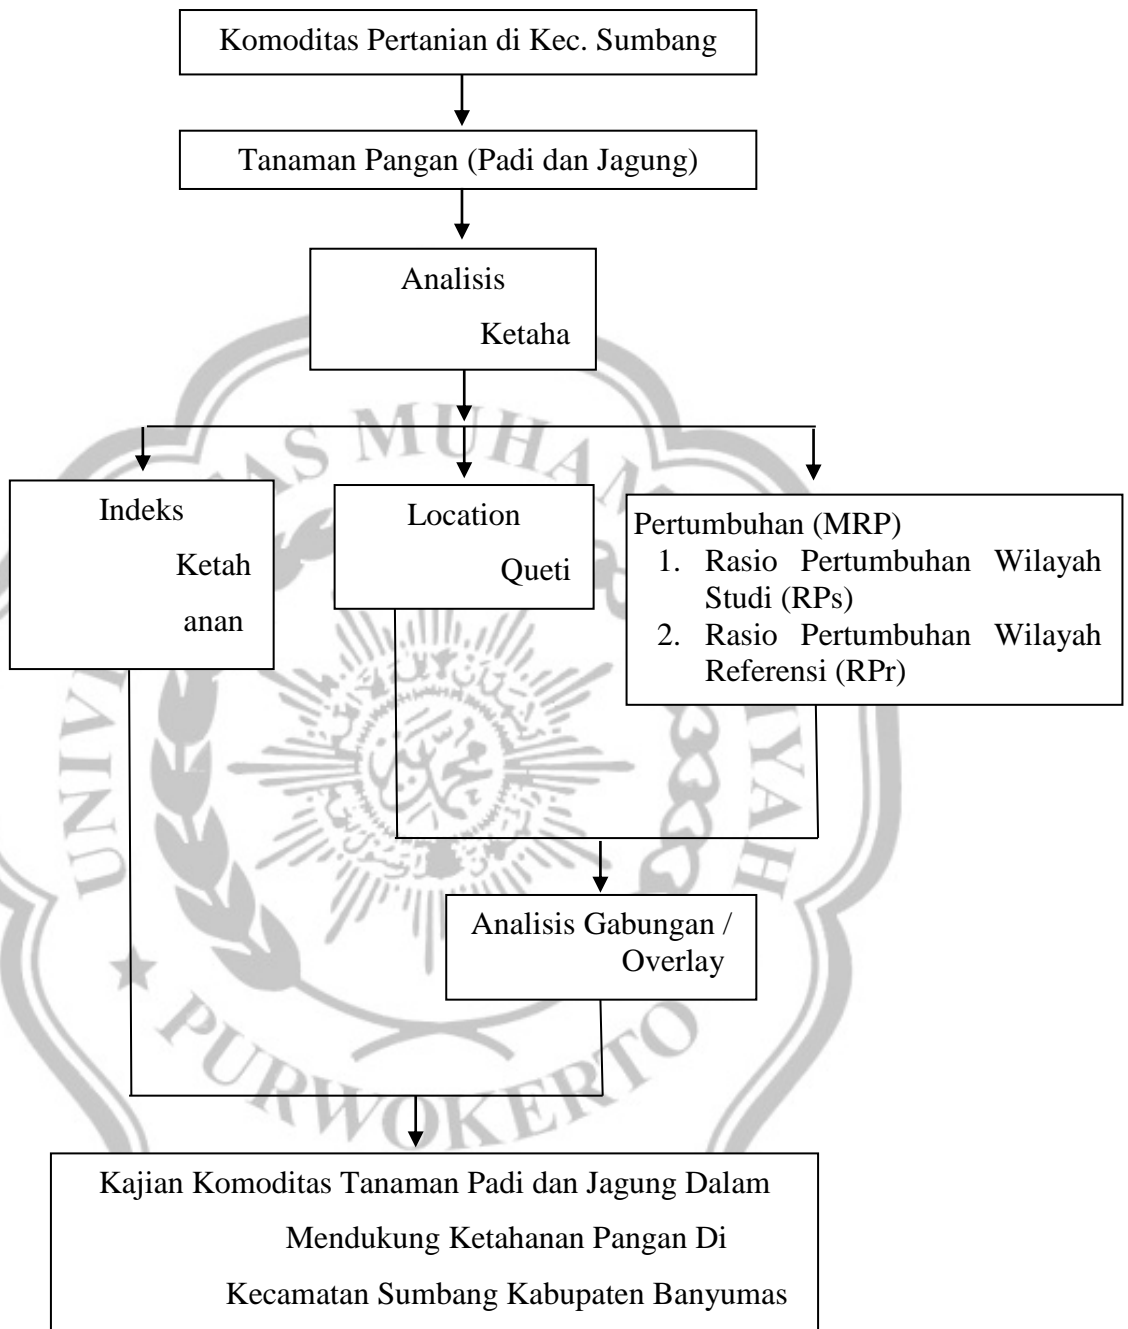 Komoditas Pertanian di Kec. Sumbang
Tanaman Pangan (Padi dan Jagung)
Analisis
Ketaha
Indeks
Ketah
anan
Location
Queti
Pertumbuhan (MRP)
1. Rasio Pertumbuhan Wilayah
Studi (RPs)
2. Rasio Pertumbuhan Wilayah
Referensi (RPr)
Analisis Gabungan /
Overlay
Kajian Komoditas Tanaman Padi dan Jagung Dalam
Mendukung Ketahanan Pangan Di
Kecamatan Sumbang Kabupaten Banyumas
PURWOKERTO